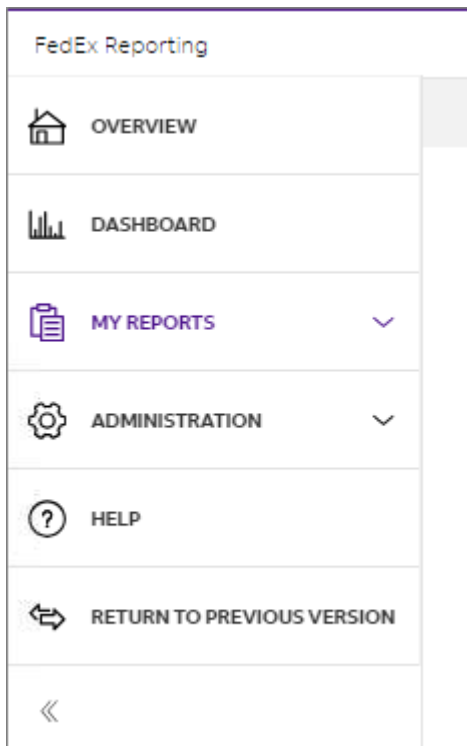 FedEx Reporting
OVERVIEW
DASHBOARD
MY REPORTS
ADMINISTRATION
HELP
RETURN TO PREVIOUS VERSION